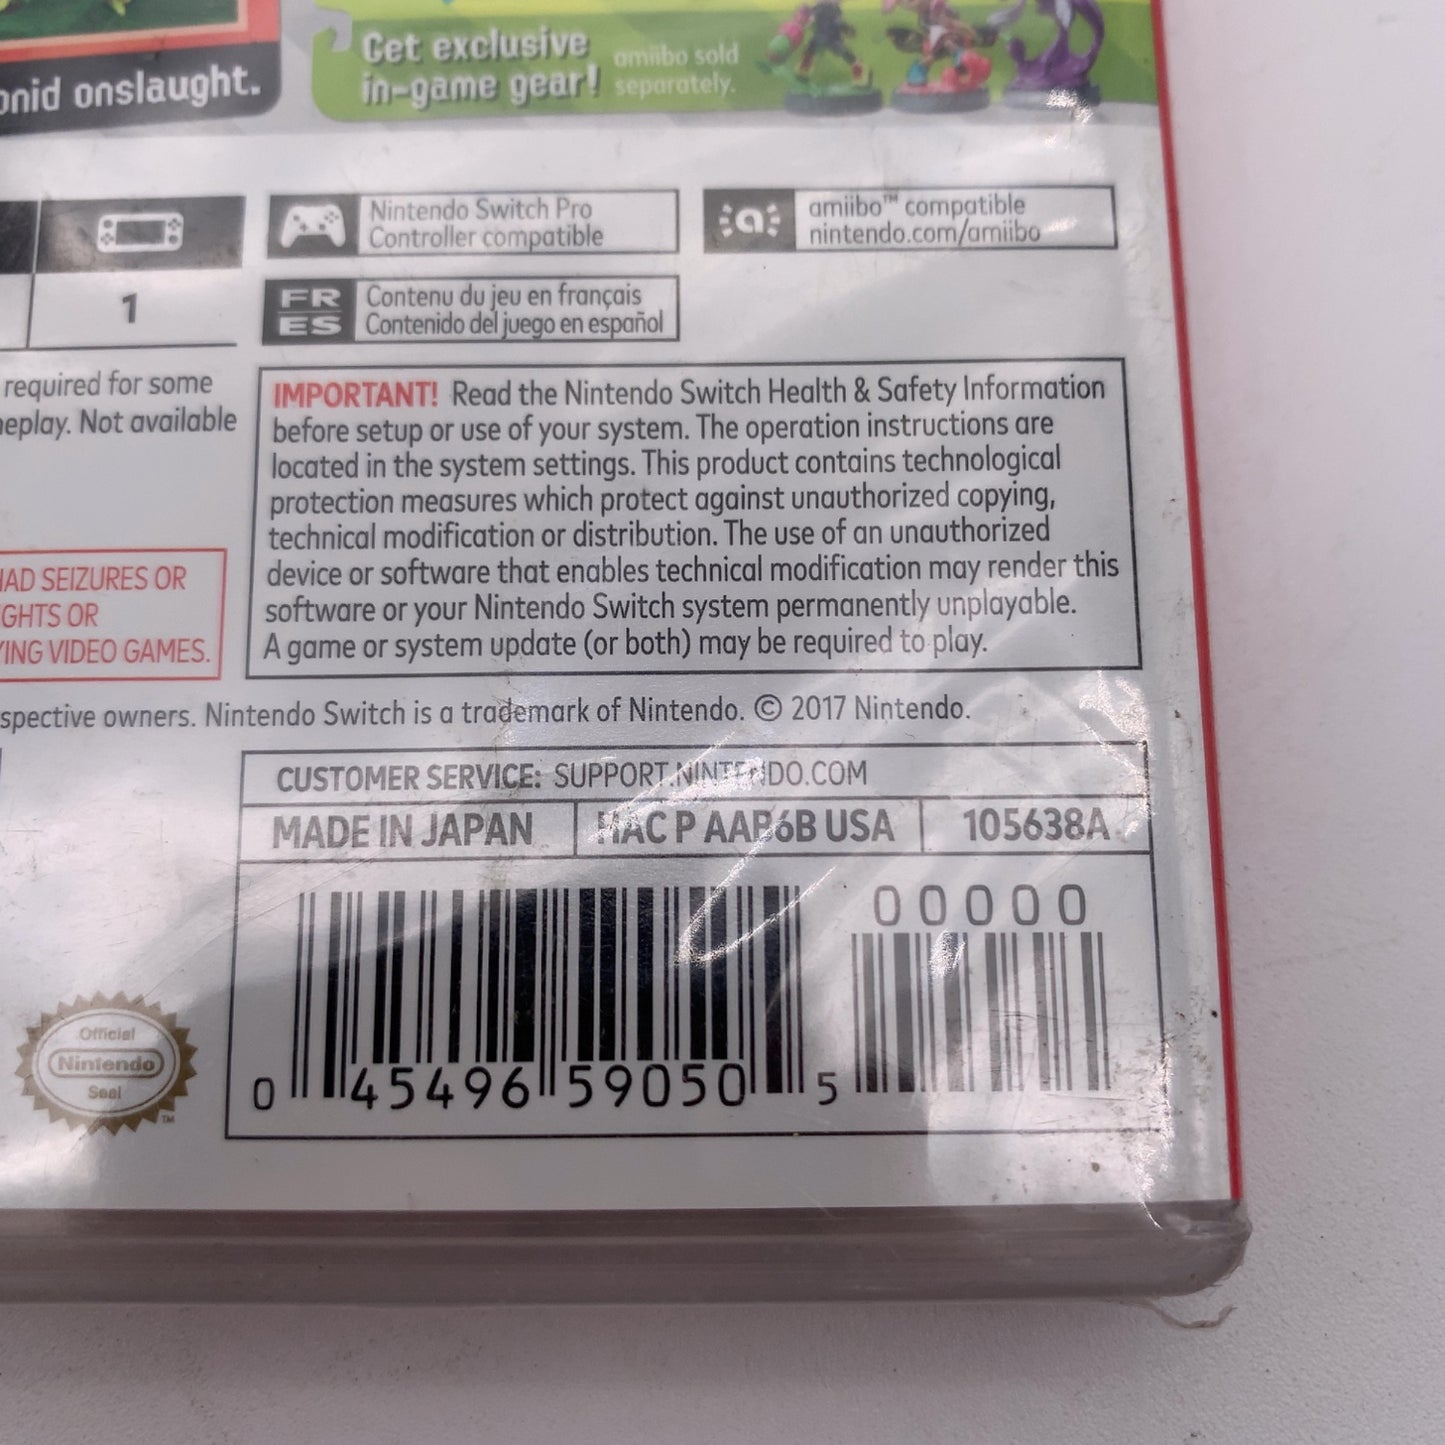 onid onslaught.
Get exclusive
in-game gear!
amiibo sold
separately.
Nintendo Switch Pro
Controller compatible
amiibo™ compatible
nintendo.com/amiibo
1
FR
ES
Contenu du jeu en français
Contenido del juego en español
required for some
eplay. Not available
IMPORTANT! Read the Nintendo Switch Health & Safety Information
before setup or use of your system. The operation instructions are
located in the system settings. This product contains technological
protection measures which protect against unauthorized copying,
technical modification or distribution. The use of an unauthorized
device or software that enables technical modification may render this
software or your Nintendo Switch system permanently unplayable.
A game or system update (or both) may be required to play.
HAD SEIZURES OR
GHTS OR
YING VIDEO GAMES.
spective owners. Nintendo Switch is a trademark of Nintendo. © 2017 Nintendo.
CUSTOMER SERVICE: SUPPORT.NINTENDO.COM
MADE IN JAPAN
HAC P AAB6B USA
105638A
00000
0 45496 59050 5
Official
Nintendo
Seal
™